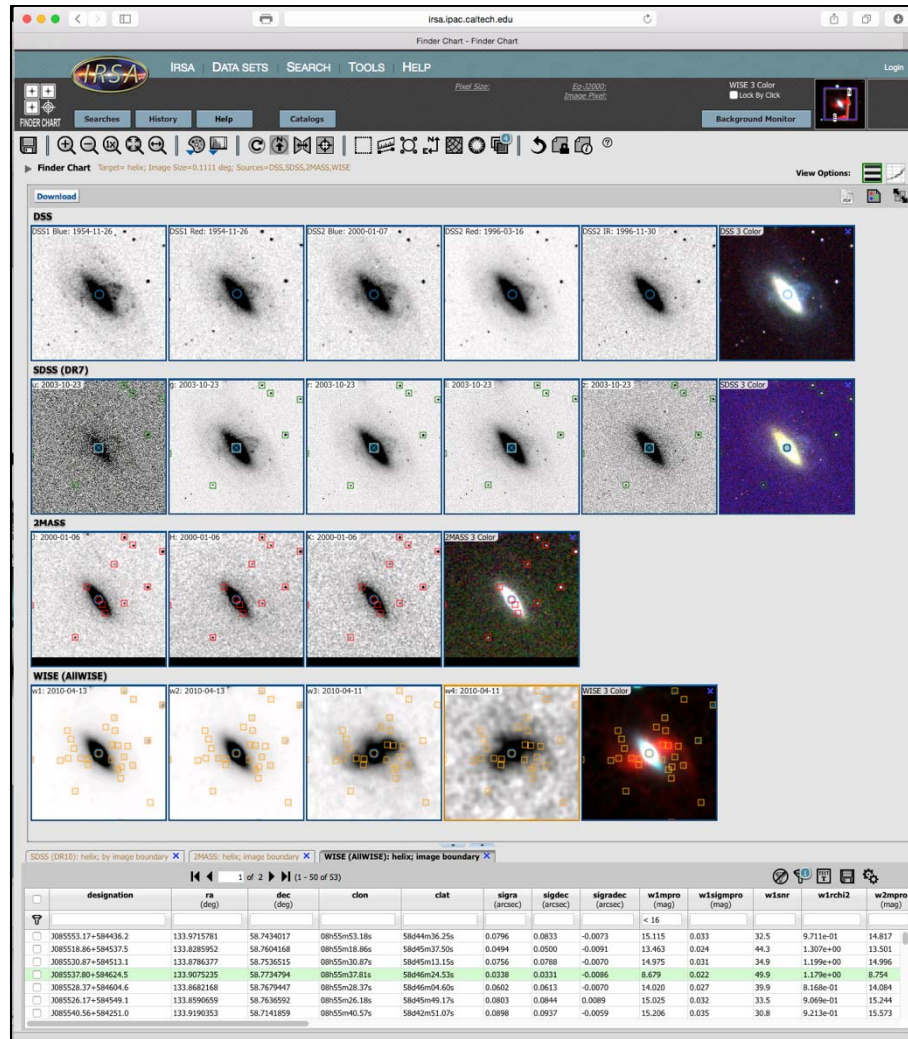 irsa.ipac.caltech.edu
Finder Chart - Finder Chart
IRSA
IRSA DATA SETS SEARCH TOOLS HELP
Login
Pixel Size: Eq-J2000:
Image Pixel:
WISE 3 Color
Lock By Click
FINDER CHART
Searches History Help Catalogs Background Monitor
Finder Chart Target= helix; Image Size=0.1111 deg; Sources=DSS,SDSS,2MASS,WISE
View Options:
Download
DSS
DSS1 Blue: 1954-11-26 DSS1 Red: 1954-11-26 DSS2 Blue: 2000-01-07 DSS2 Red: 1996-03-16 DSS2 IR: 1996-11-30 DSS 3 Color
SDSS (DR7)
u: 2003-10-23 g: 2003-10-23 r: 2003-10-23 i: 2003-10-23 z: 2003-10-23 SDSS 3 Color
2MASS
J: 2000-01-06 H: 2000-01-06 K: 2000-01-06 2MASS 3 Color
WISE (AllWISE)
w1: 2010-04-13 w2: 2010-04-13 w3: 2010-04-11 w4: 2010-04-11 WISE 3 Color
SDSS (DR10): helix; by image boundary X 2MASS: helix; image boundary X WISE (AllWISE): helix; image boundary X
1 of 2 (1 - 50 of 53)
designation ra dec clon clat sigra sigdec sigradec w1mpro w1sigmpro w1snr w1rchi2 w2mpro
(deg) (deg) (arcsec) (arcsec) (arcsec) (mag) (mag) (mag)
< 16
J085553.17+584436.2 133.9715781 58.7434017 08h55m53.18s 58d44m36.25s 0.0796 0.0833 -0.0073 15.115 0.033 32.5 9.711e-01 14.817
J085518.86+584537.5 133.8285952 58.7604168 08h55m18.86s 58d45m37.50s 0.0494 0.0500 -0.0091 13.463 0.024 44.3 1.307e+00 13.501
J085530.87+584513.1 133.8786377 58.7536515 08h55m30.87s 58d45m13.15s 0.0756 0.0788 -0.0070 14.975 0.031 34.9 1.199e+00 14.996
J085537.80+584624.5 133.9075235 58.7734794 08h55m37.81s 58d46m24.53s 0.0338 0.0331 -0.0086 8.679 0.022 49.9 1.179e+00 8.754
J085528.37+584604.6 133.8682168 58.7679447 08h55m28.37s 58d46m04.60s 0.0602 0.0613 -0.0070 14.020 0.027 39.9 8.168e-01 14.084
J085526.17+584549.1 133.8590659 58.7636592 08h55m26.18s 58d45m49.17s 0.0803 0.0844 0.0089 15.025 0.032 33.5 9.069e-01 15.244
J085540.56+584251.0 133.9190353 58.7141859 08h55m40.57s 58d42m51.07s 0.0898 0.0937 -0.0059 15.206 0.035 30.8 9.213e-01 15.573